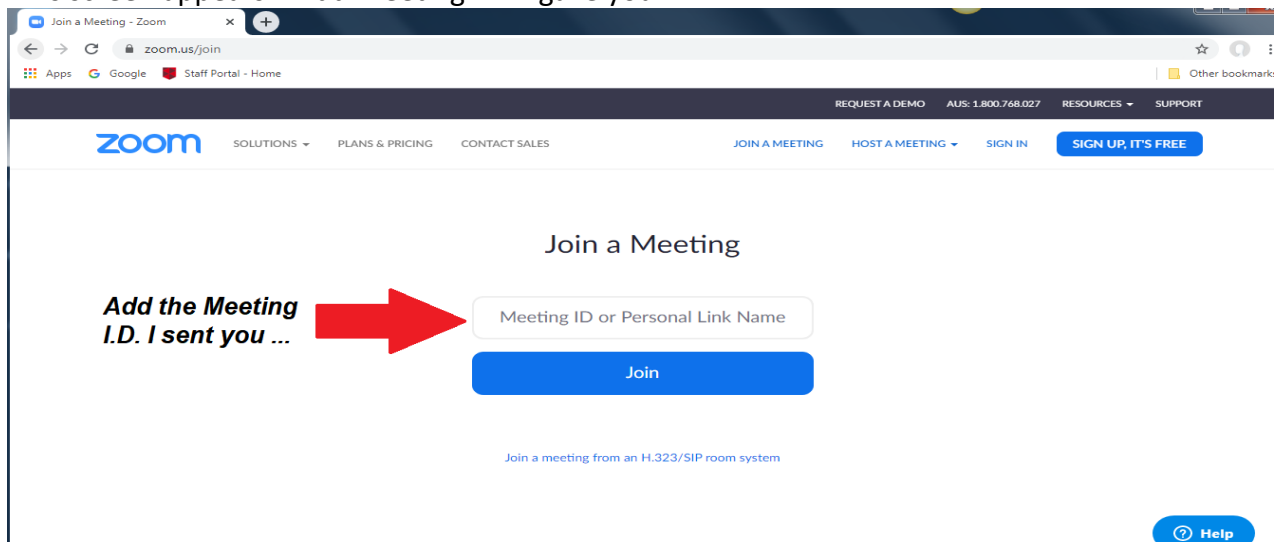 Join a Meeting - Zoom
zoom.us/join
Apps Google Staff Portal - Home Other bookmarks
REQUEST A DEMO AUS: 1.800.768.027 RESOURCES SUPPORT
zoom SOLUTIONS PLANS & PRICING CONTACT SALES JOIN A MEETING HOST A MEETING SIGN IN SIGN UP, IT'S FREE
Join a Meeting
Add the Meeting
I.D. I sent you ...
Meeting ID or Personal Link Name
Join
Join a meeting from an H.323/SIP room system
Help